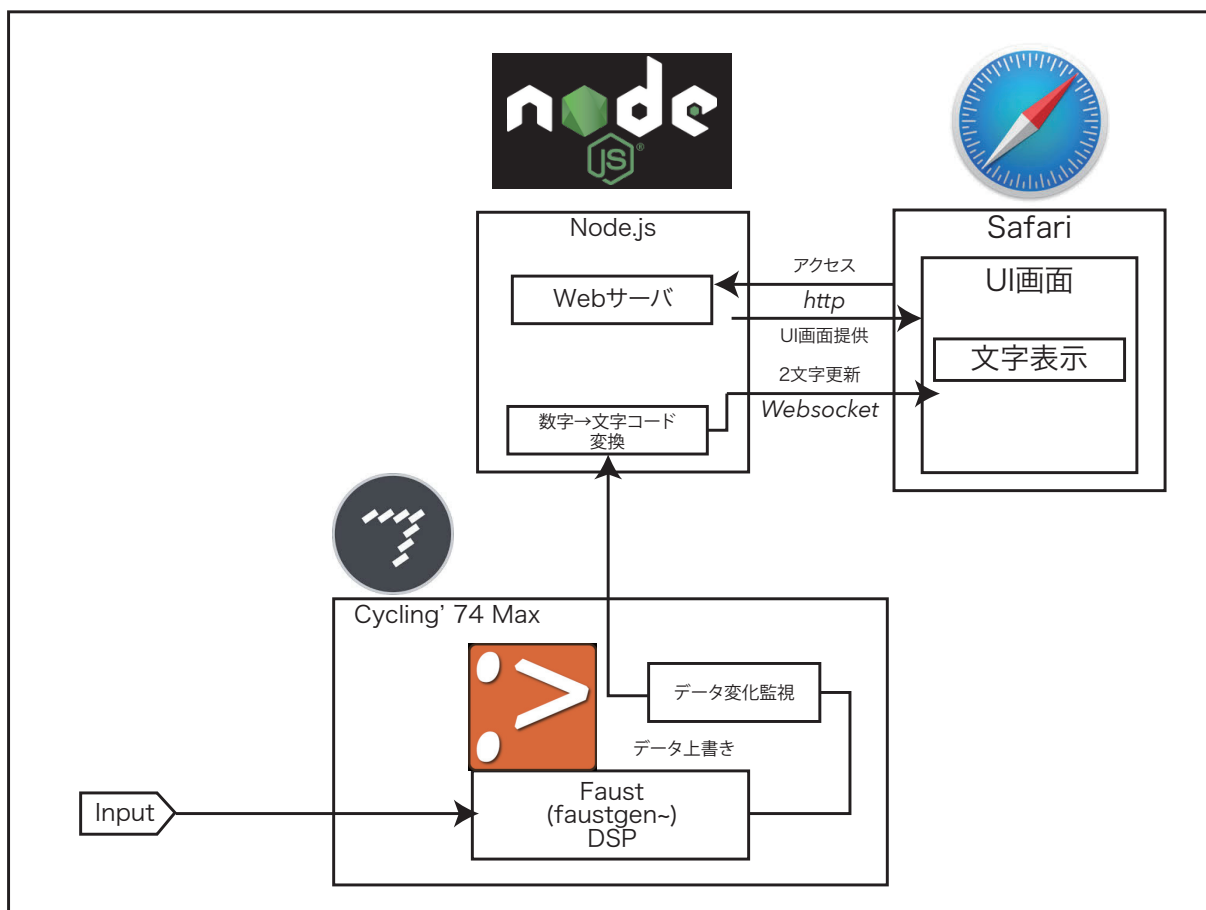 node
JS®
Node.js
Safari
Webサーバ
アクセス
http
UI画面提供
UI画面
文字表示
2文字更新
Websocket
数字→文字コード
変換
Cycling’ 74 Max
データ変化監視
データ上書き
Input
Faust
(faustgen~)
DSP